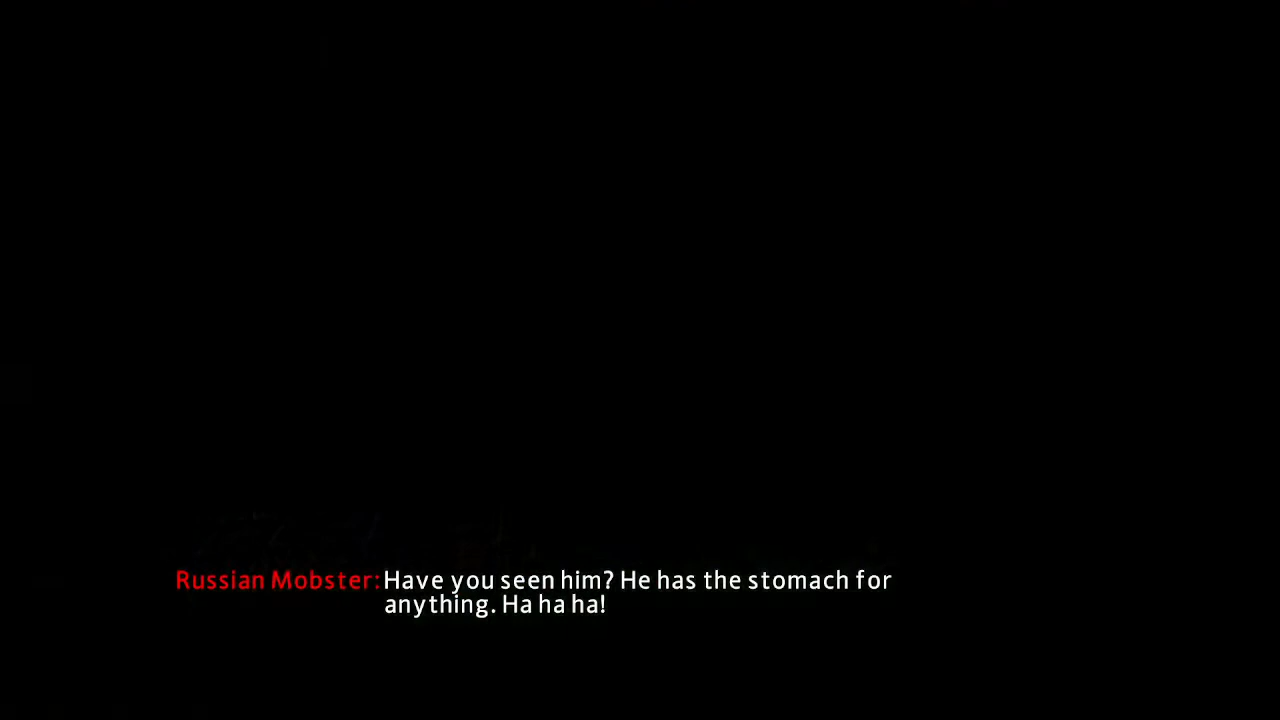 Russian Mobster: Have you seen him? He has the stomach for
anything. Ha ha ha!